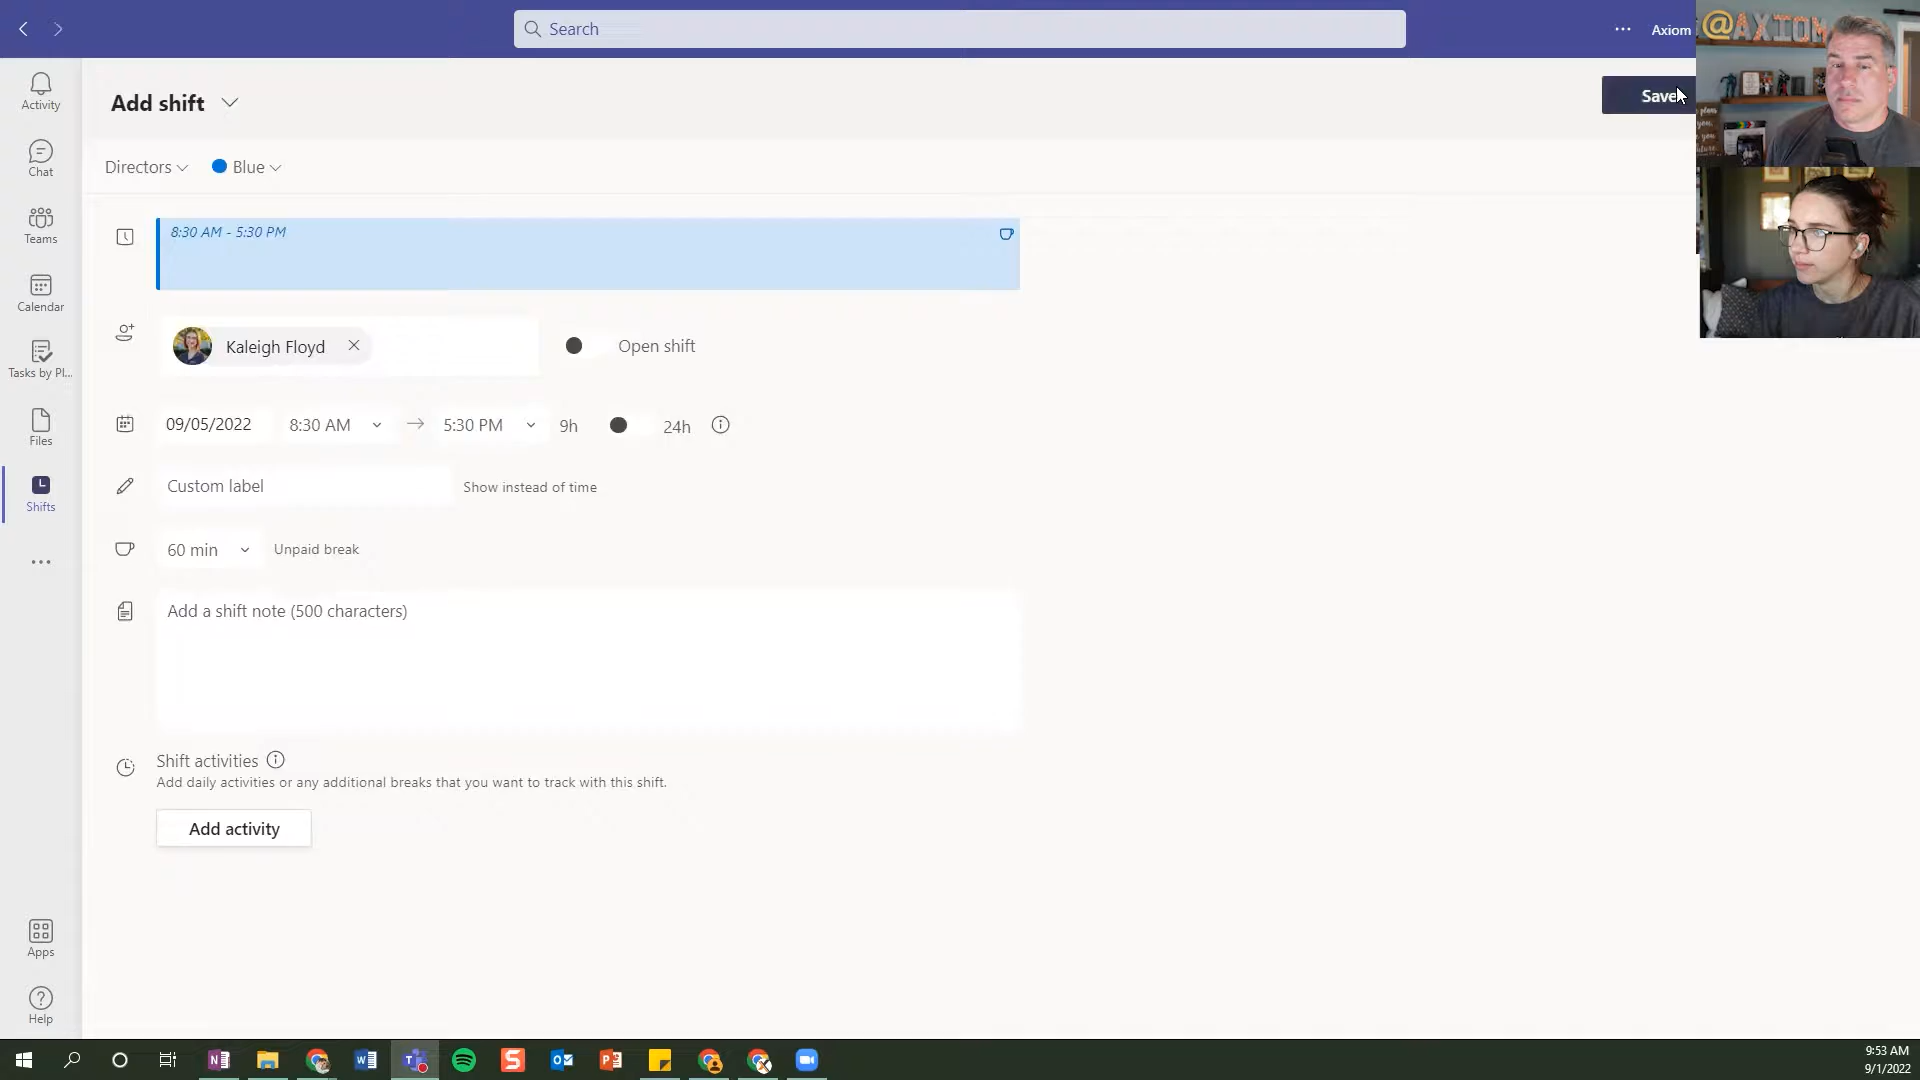 Search
Axiom
@AXIOM
Activity
Chat
Teams
Calendar
Tasks by Pl...
Files
Shifts
Apps
Help
Add shift
Save
Directors
Blue
8:30 AM - 5:30 PM
Kaleigh Floyd
Open shift
09/05/2022 8:30 AM 5:30 PM 9h 24h
Custom label Show instead of time
60 min Unpaid break
Add a shift note (500 characters)
Shift activities
Add daily activities or any additional breaks that you want to track with this shift.
Add activity
9:53 AM
9/1/2022